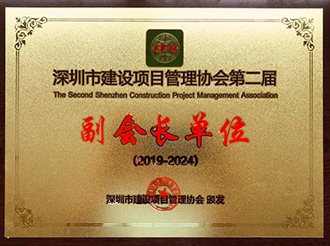 深圳市建设项目管理协会第二届
The Second Shenzhen Construction Project Management Association
副会长单位
(2019-2024)
深圳市建设项目管理协会 颁发